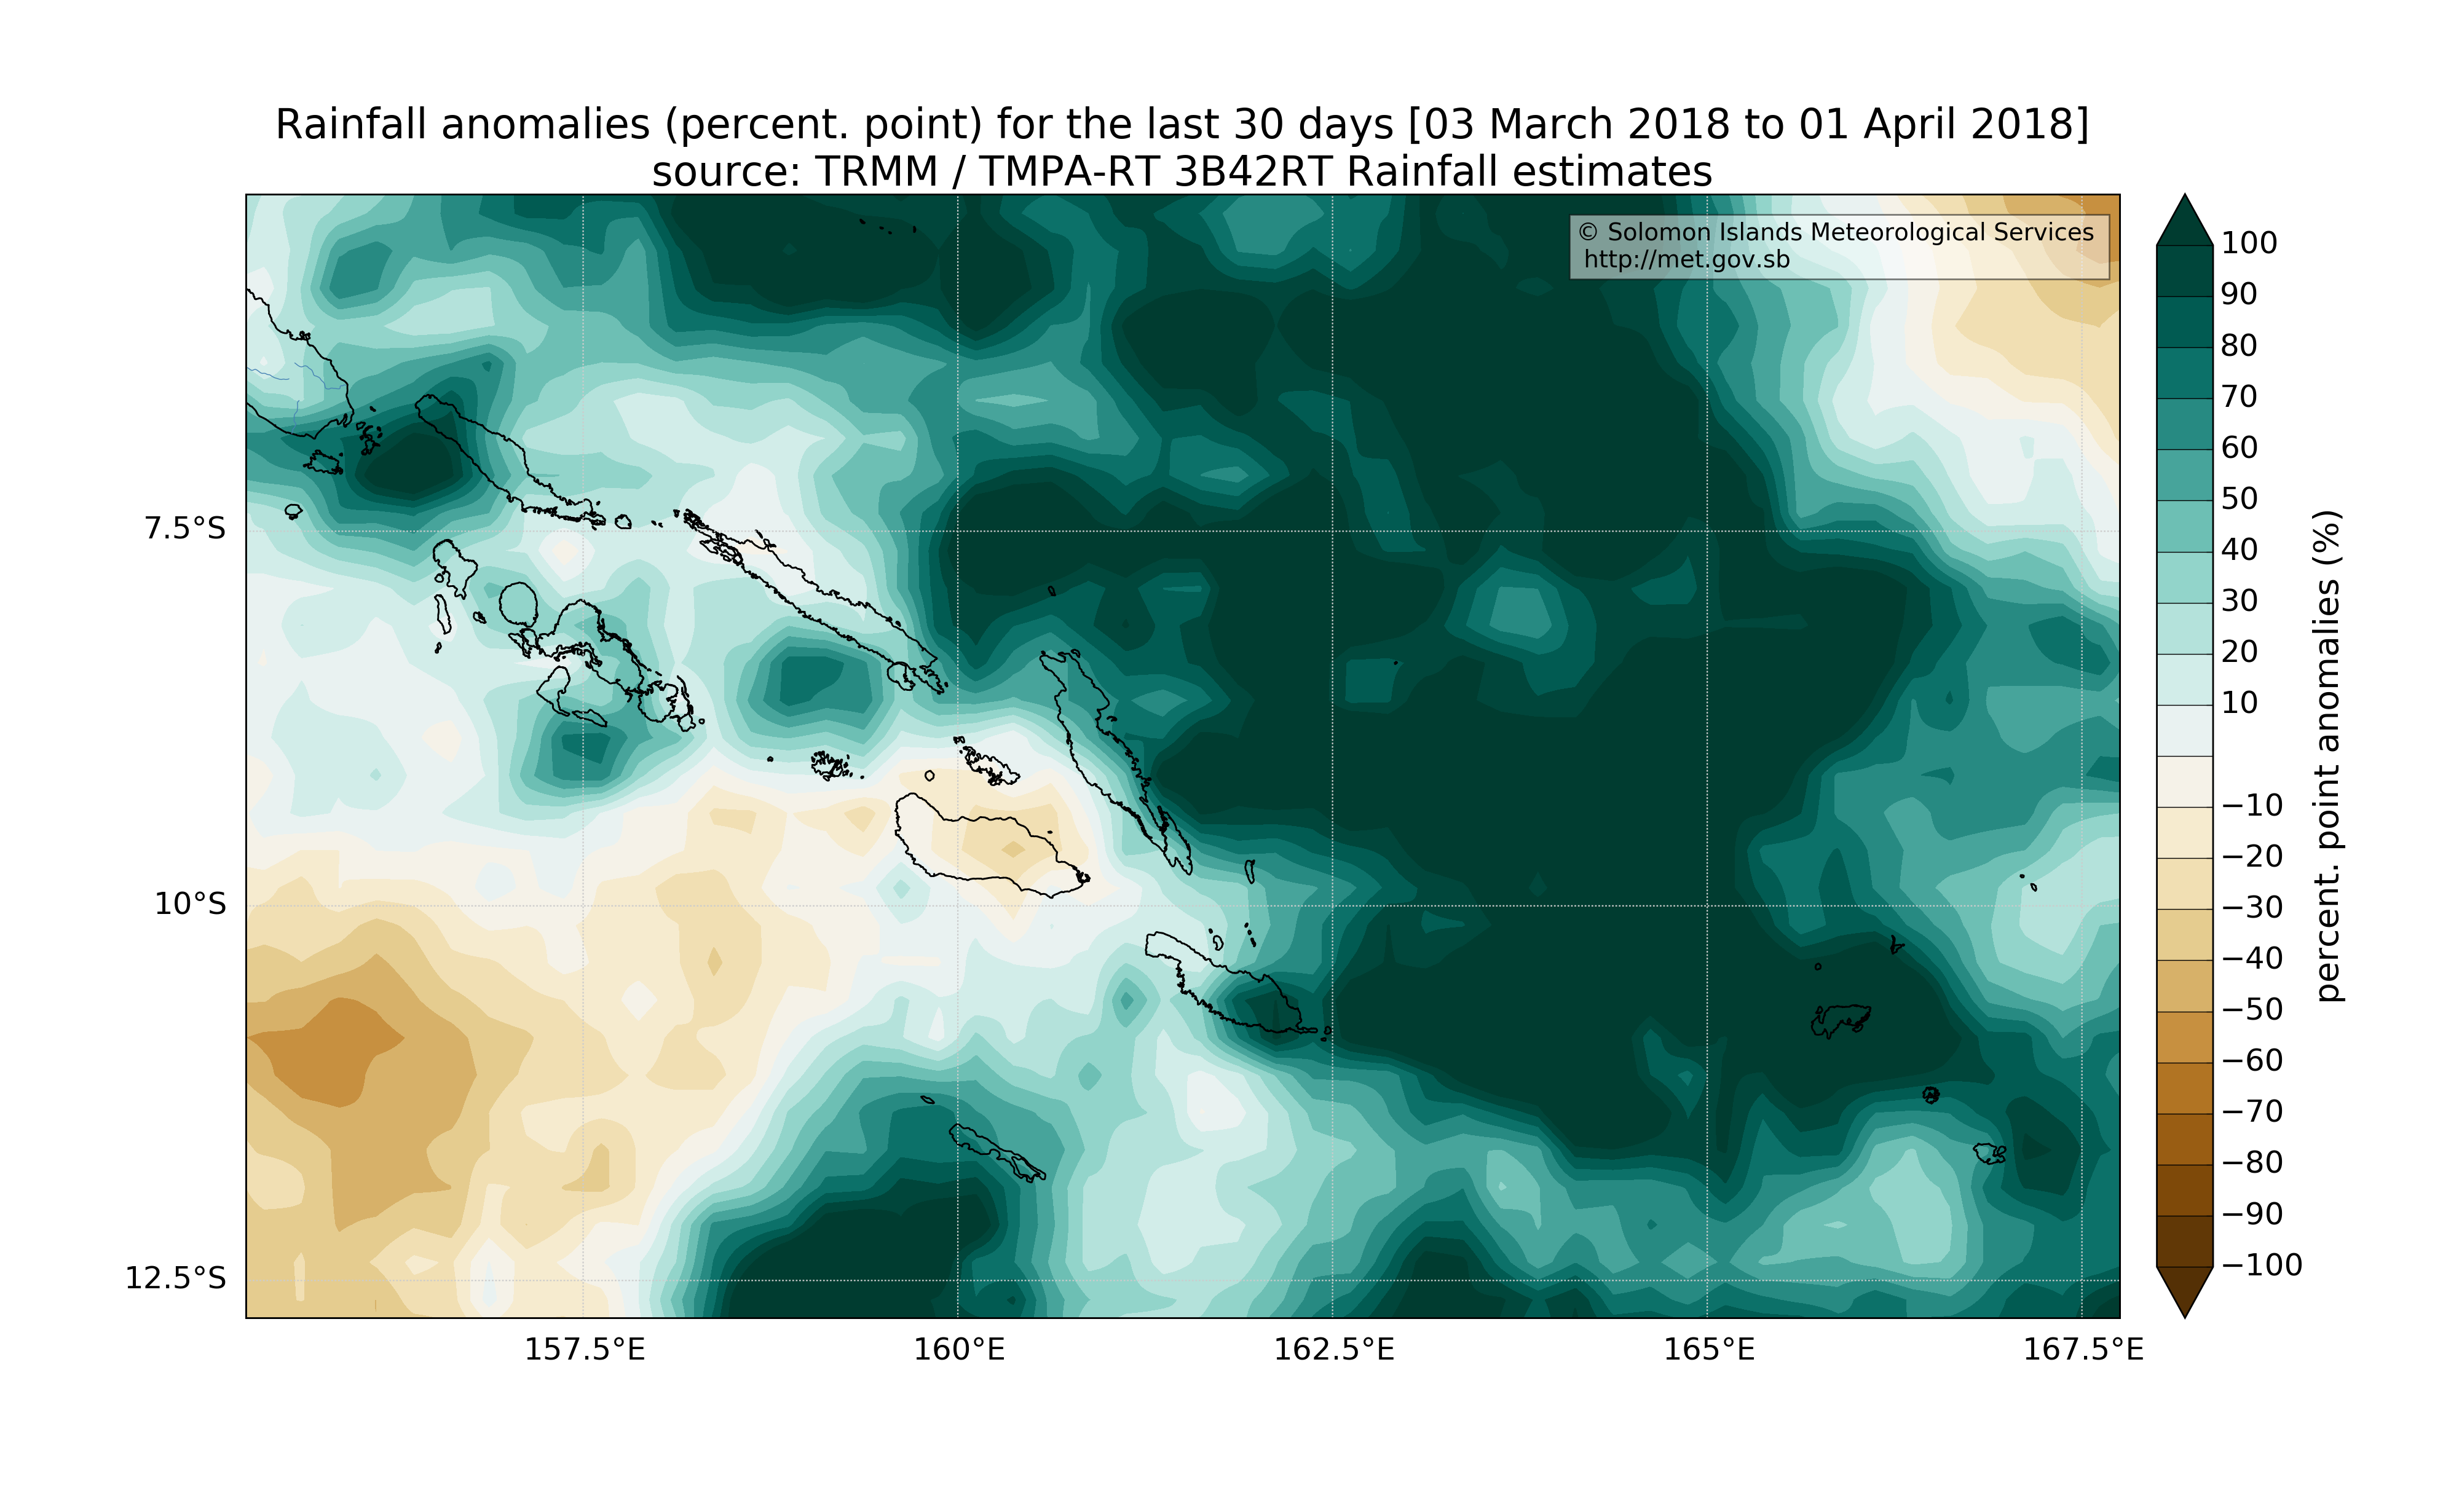 Rainfall anomalies (percent. point) for the last 30 days [03 March 2018 to 01 April 2018]
source: TRMM / TMPA-RT 3B42RT Rainfall estimates
© Solomon Islands Meteorological Services
http://met.gov.sb
7.5°S
10°S
12.5°S
157.5°E
160°E
162.5°E
165°E
167.5°E
100
90
80
70
60
50
40
30
20
10
−10
−20
−30
−40
−50
−60
−70
−80
−90
−100
percent. point anomalies (%)